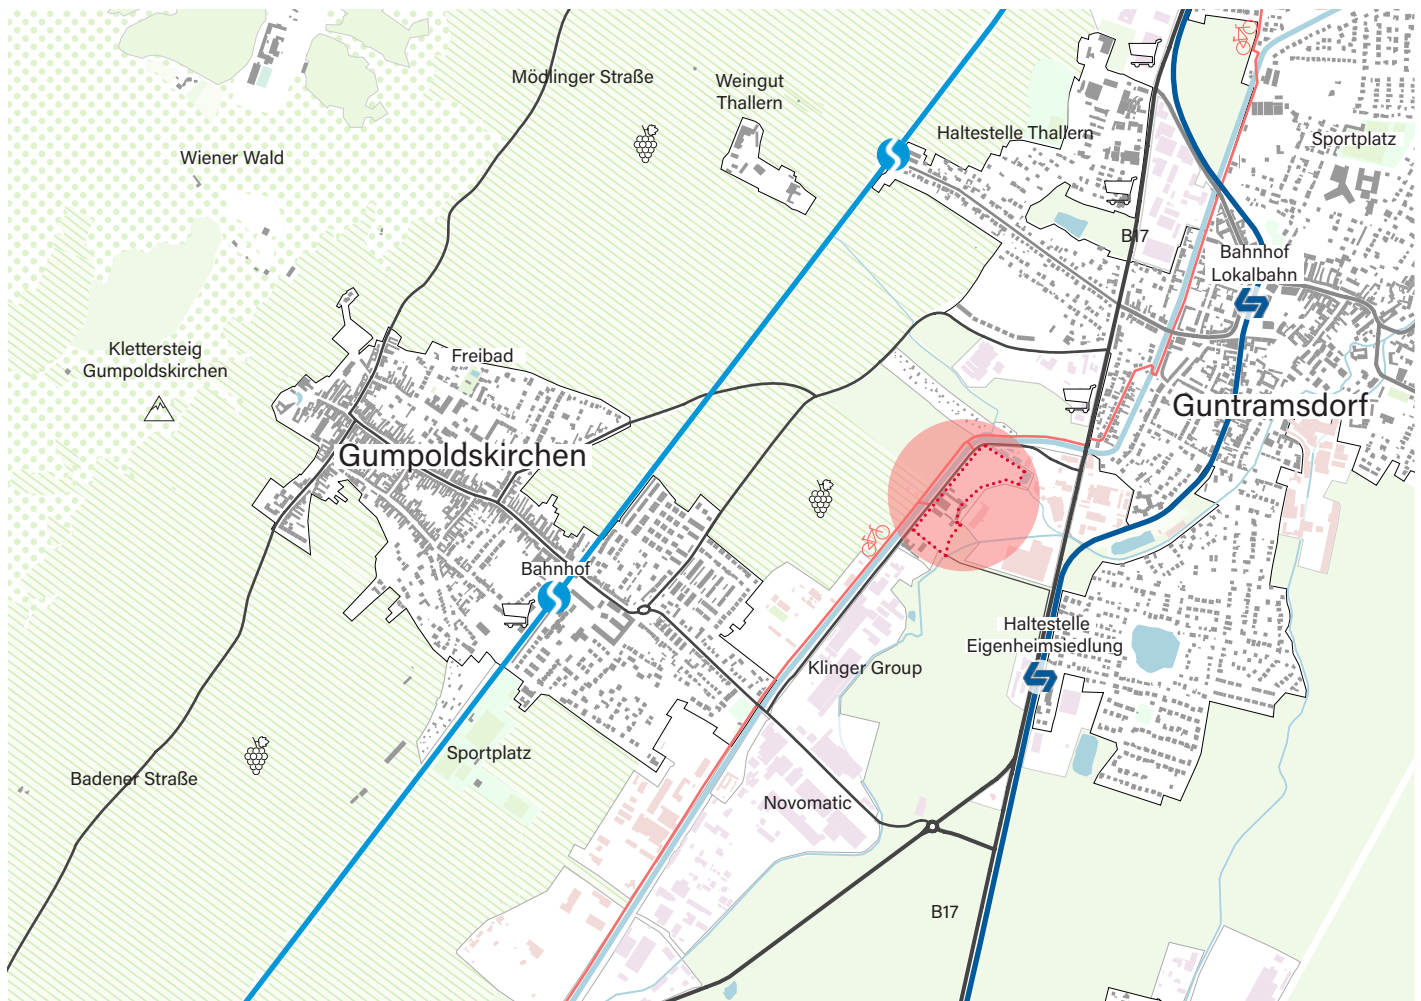 Mödlinger Straße
Weingut
Thallern
Haltestelle Thallern
Sportplatz
Wiener Wald
B17
Bahnhof
Lokalbahn
Klettersteig
Gumpoldskirchen
Freibad
Guntramsdorf
Gumpoldskirchen
Bahnhof
Haltestelle
Eigenheimsiedlung
Klinger Group
Sportplatz
Badener Straße
Novomatic
B17